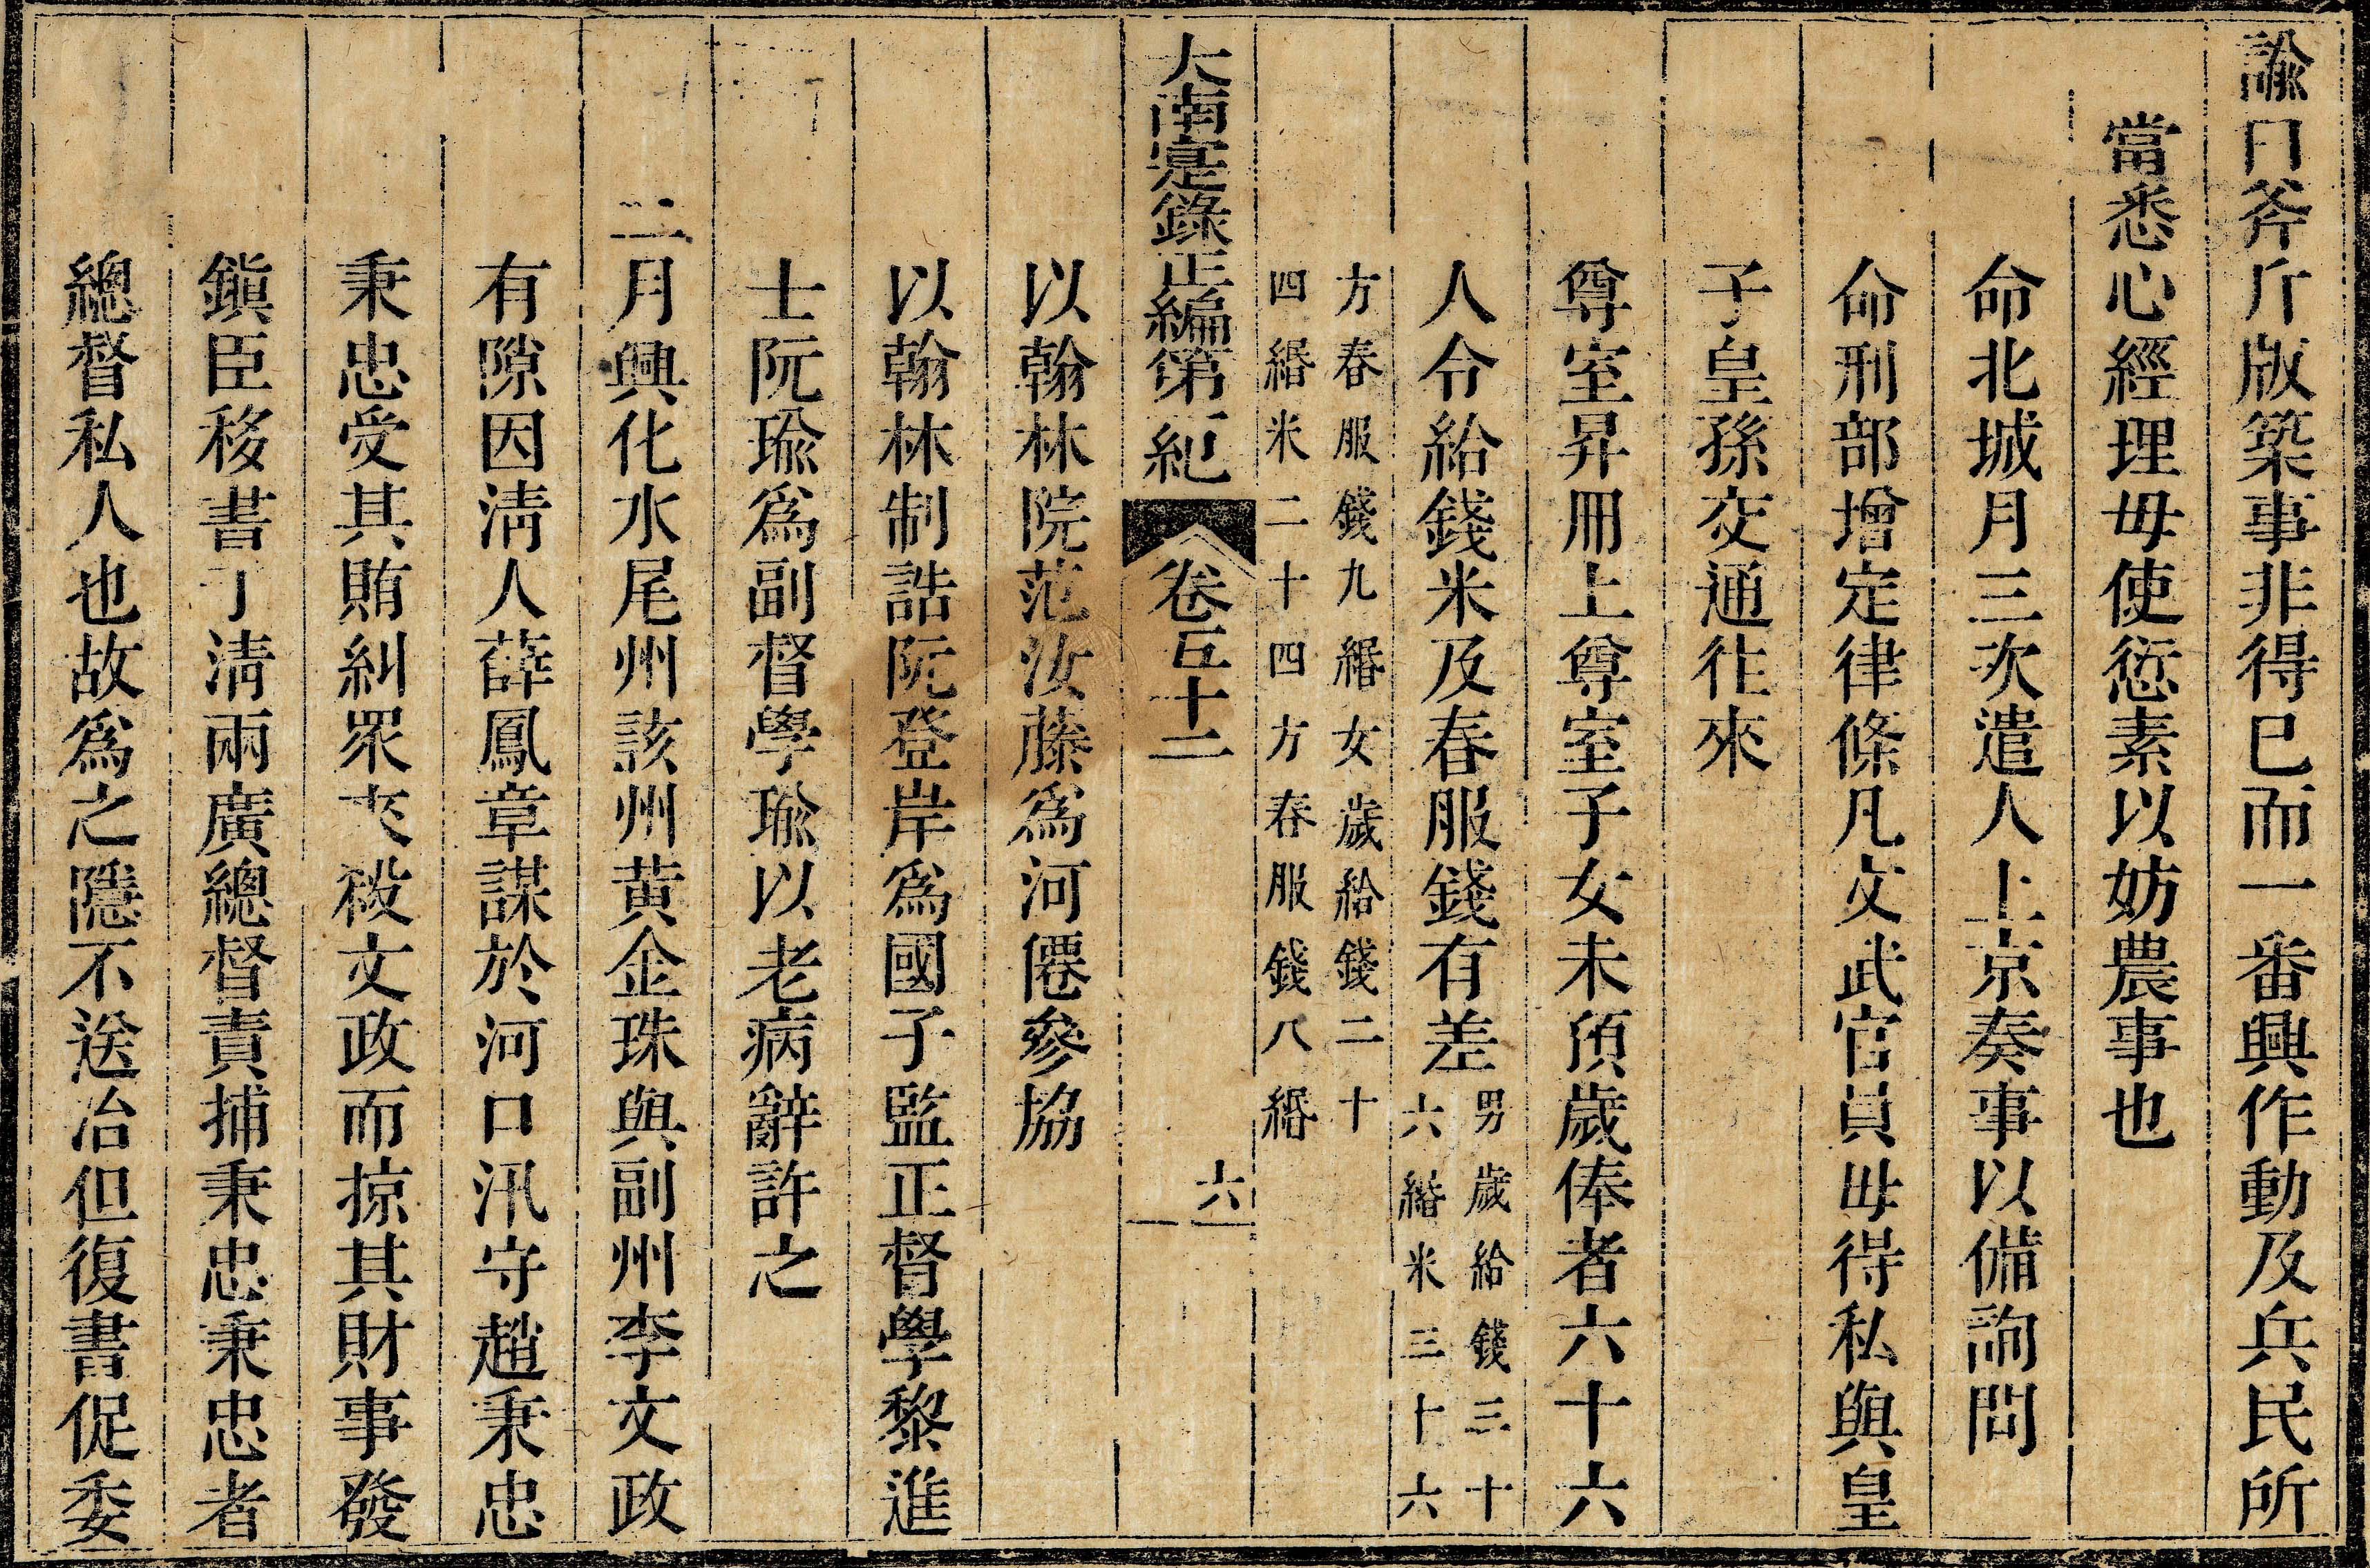 諭曰斧斤版築事非得已而一番興作動及兵民所
當悉心經理毋使愆素以妨農事也
命北城月三次遣人上京奏事以備詢問
命刑部增定律條凡文武官員毋得私與皇
子皇孫交通徃來
尊室昇冊上尊室子女未預歲俸者六十六
人令給錢米及春服錢有差
男歲給錢三十
六緡米三十六
方春服錢九緡女歲給錢二十
四緡米二十四方春服錢八緡
大南寔錄正編第二紀 卷五十二
六
以翰林院范汝藤爲河僊參協
以翰林制誥阮登岸爲國子監正督學黎進
士阮瑜爲副督學瑜以老病辭許之
二月興化水尾州該州黄金珠與副州李文政
有隙因清人薛鳳章謀於河口汛守趙秉忠
秉忠受其賄糾眾夾殺文政而掠其財事發
鎭臣移書于清兩廣總督責捕秉忠秉忠者
總督私人也故爲之隱不送治但復書促委